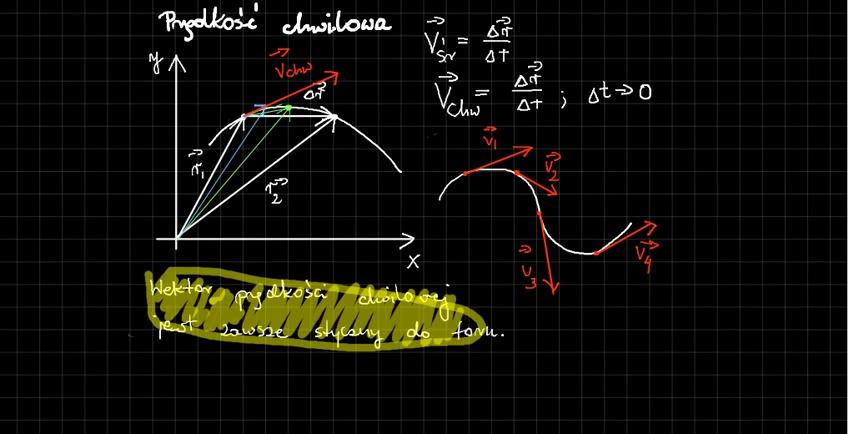 Prędkość chwilowa
V⃗śr = Δr⃗/Δt
V⃗chw = Δr⃗/Δt ; Δt → 0
y
V⃗chw
Δr⃗
r⃗1
r⃗2
x
V⃗1
V⃗2
V⃗3
V⃗4
Wektor prędkości chwilowej
jest zawsze styczny do toru.